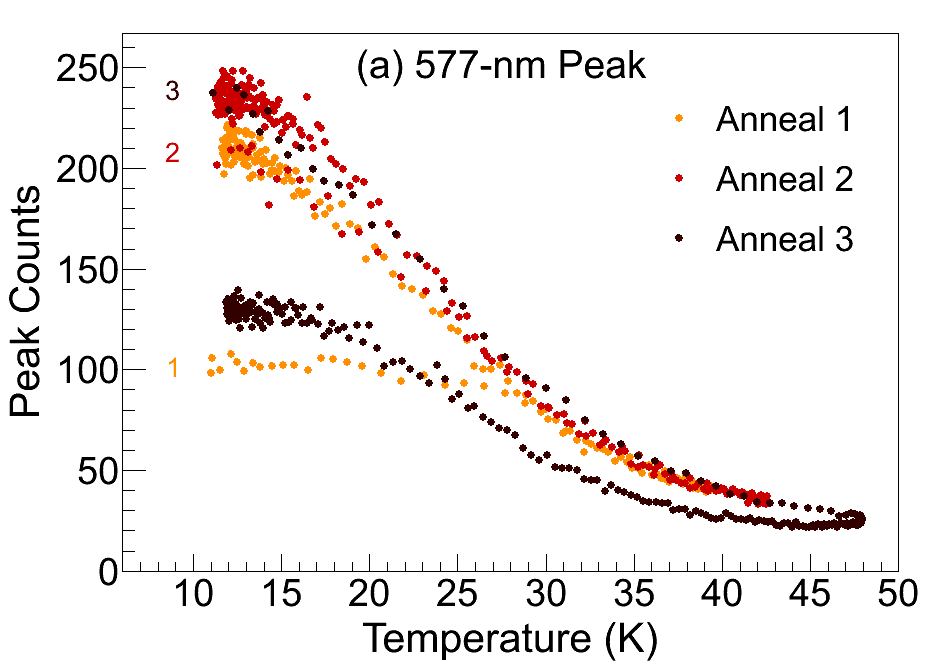 (a) 577-nm Peak
Anneal 1
Anneal 2
Anneal 3
3
2
1
Peak Counts
250
200
150
100
50
0
10 15 20 25 30 35 40 45 50
Temperature (K)